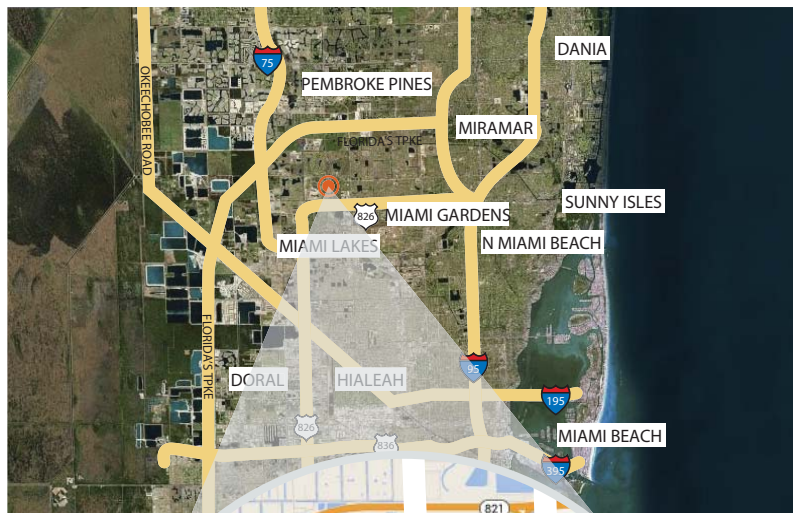 DANIA
75
OKEECHOBEE ROAD
PEMBROKE PINES
MIRAMAR
FLORIDA'S TPKE
SUNNY ISLES
826
MIAMI GARDENS
MIAMI LAKES
N MIAMI BEACH
FLORIDA'S TPKE
95
DORAL
HIALEAH
195
826
836
MIAMI BEACH
395
821